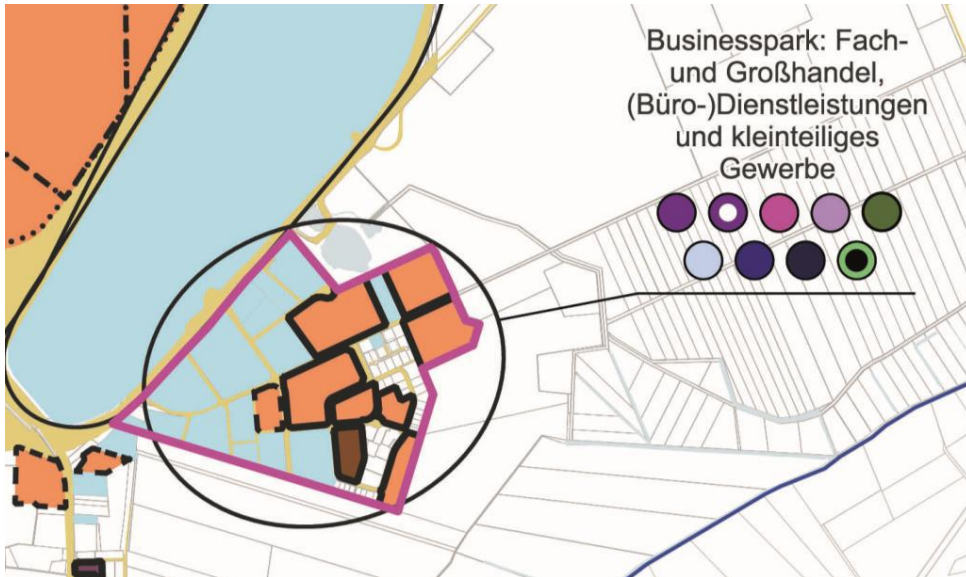 Businesspark: Fach-
und Großhandel,
(Büro-)Dienstleistungen
und kleinteiliges
Gewerbe